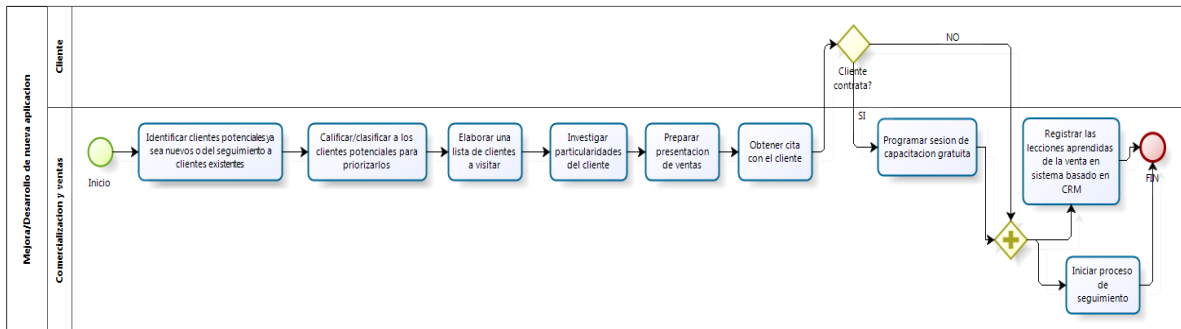 Mejora/Desarrollo de nueva aplicacion
Cliente
Comercializacion y ventas
Inicio
Identificar clientes potenciales ya
sea nuevos o del seguimiento a
clientes existentes
Calificar/clasificar a los
clientes potenciales para
priorizarlos
Elaborar una
lista de clientes
a visitar
Investigar
particularidades
del cliente
Preparar
presentacion
de ventas
Obtener cita
con el cliente
Cliente
contrata?
NO
SI
Programar sesion de
capacitacion gratuita
Registrar las
lecciones aprendidas
de la venta en
sistema basado en
CRM
Iniciar proceso
de
seguimiento
FIN